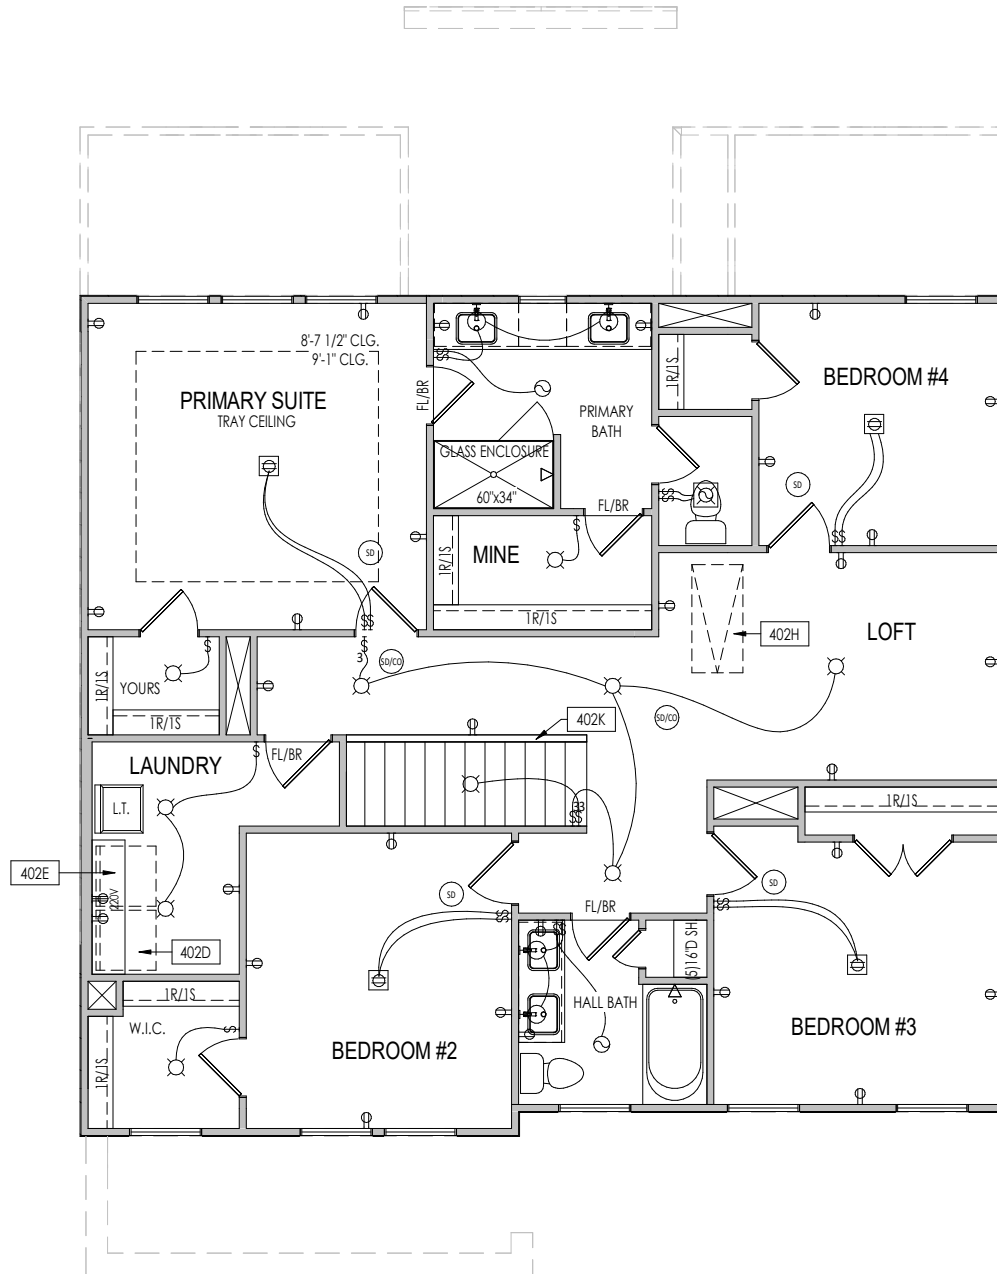 8'-7 1/2" CLG.
9'-1" CLG.
PRIMARY SUITE
TRAY CEILING
FL/BR
PRIMARY
BATH
GLASS ENCLOSURE
60"x34"
FL/BR
1R/1S
BEDROOM #4
SD
S
S
S
S
S
S
SD
S
S
S
S
1R/1S
MINE
1R/1S
402H
LOFT
S
3
SD/CO
S
1R/1S
YOURS
1R/1S
SD/CO
402K
S
FL/BR
LAUNDRY
L.T.
33
S
S
1R/1S
402E
220V
402D
SD
S
S
FL/BR
SD
S
S
S
S
(5)16"D SH
HALL BATH
1R/1S
W.I.C.
S
1R/1S
BEDROOM #2
BEDROOM #3